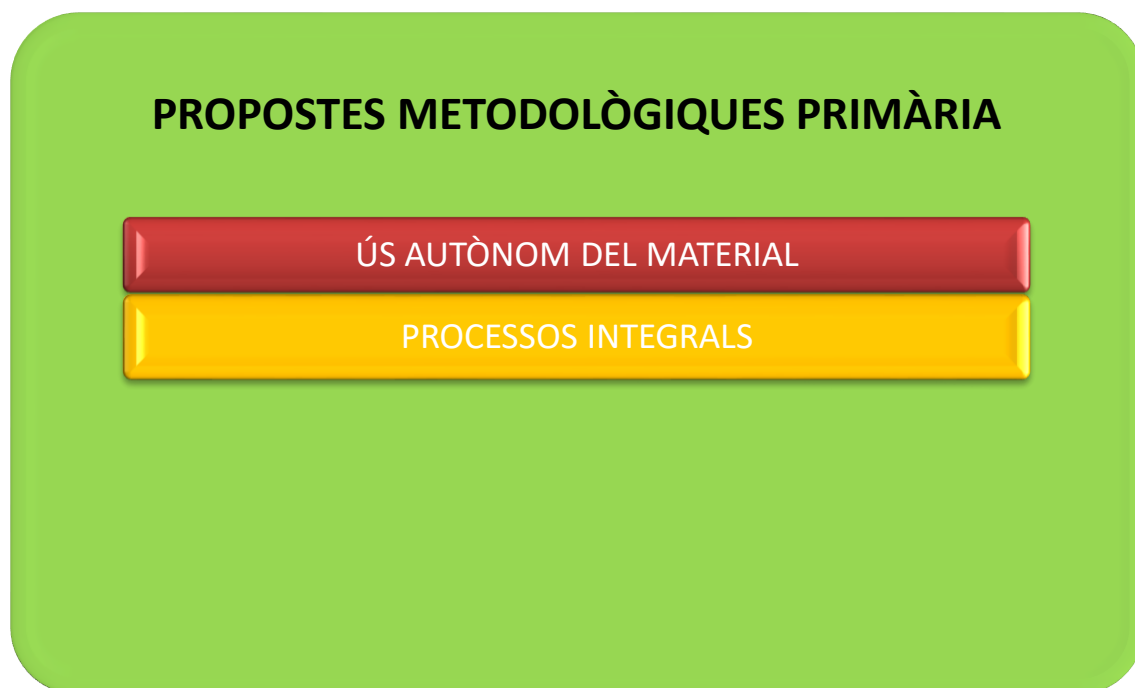 PROPOSTES METODOLÒGIQUES PRIMÀRIA
ÚS AUTÒNOM DEL MATERIAL
PROCESSOS INTEGRALS